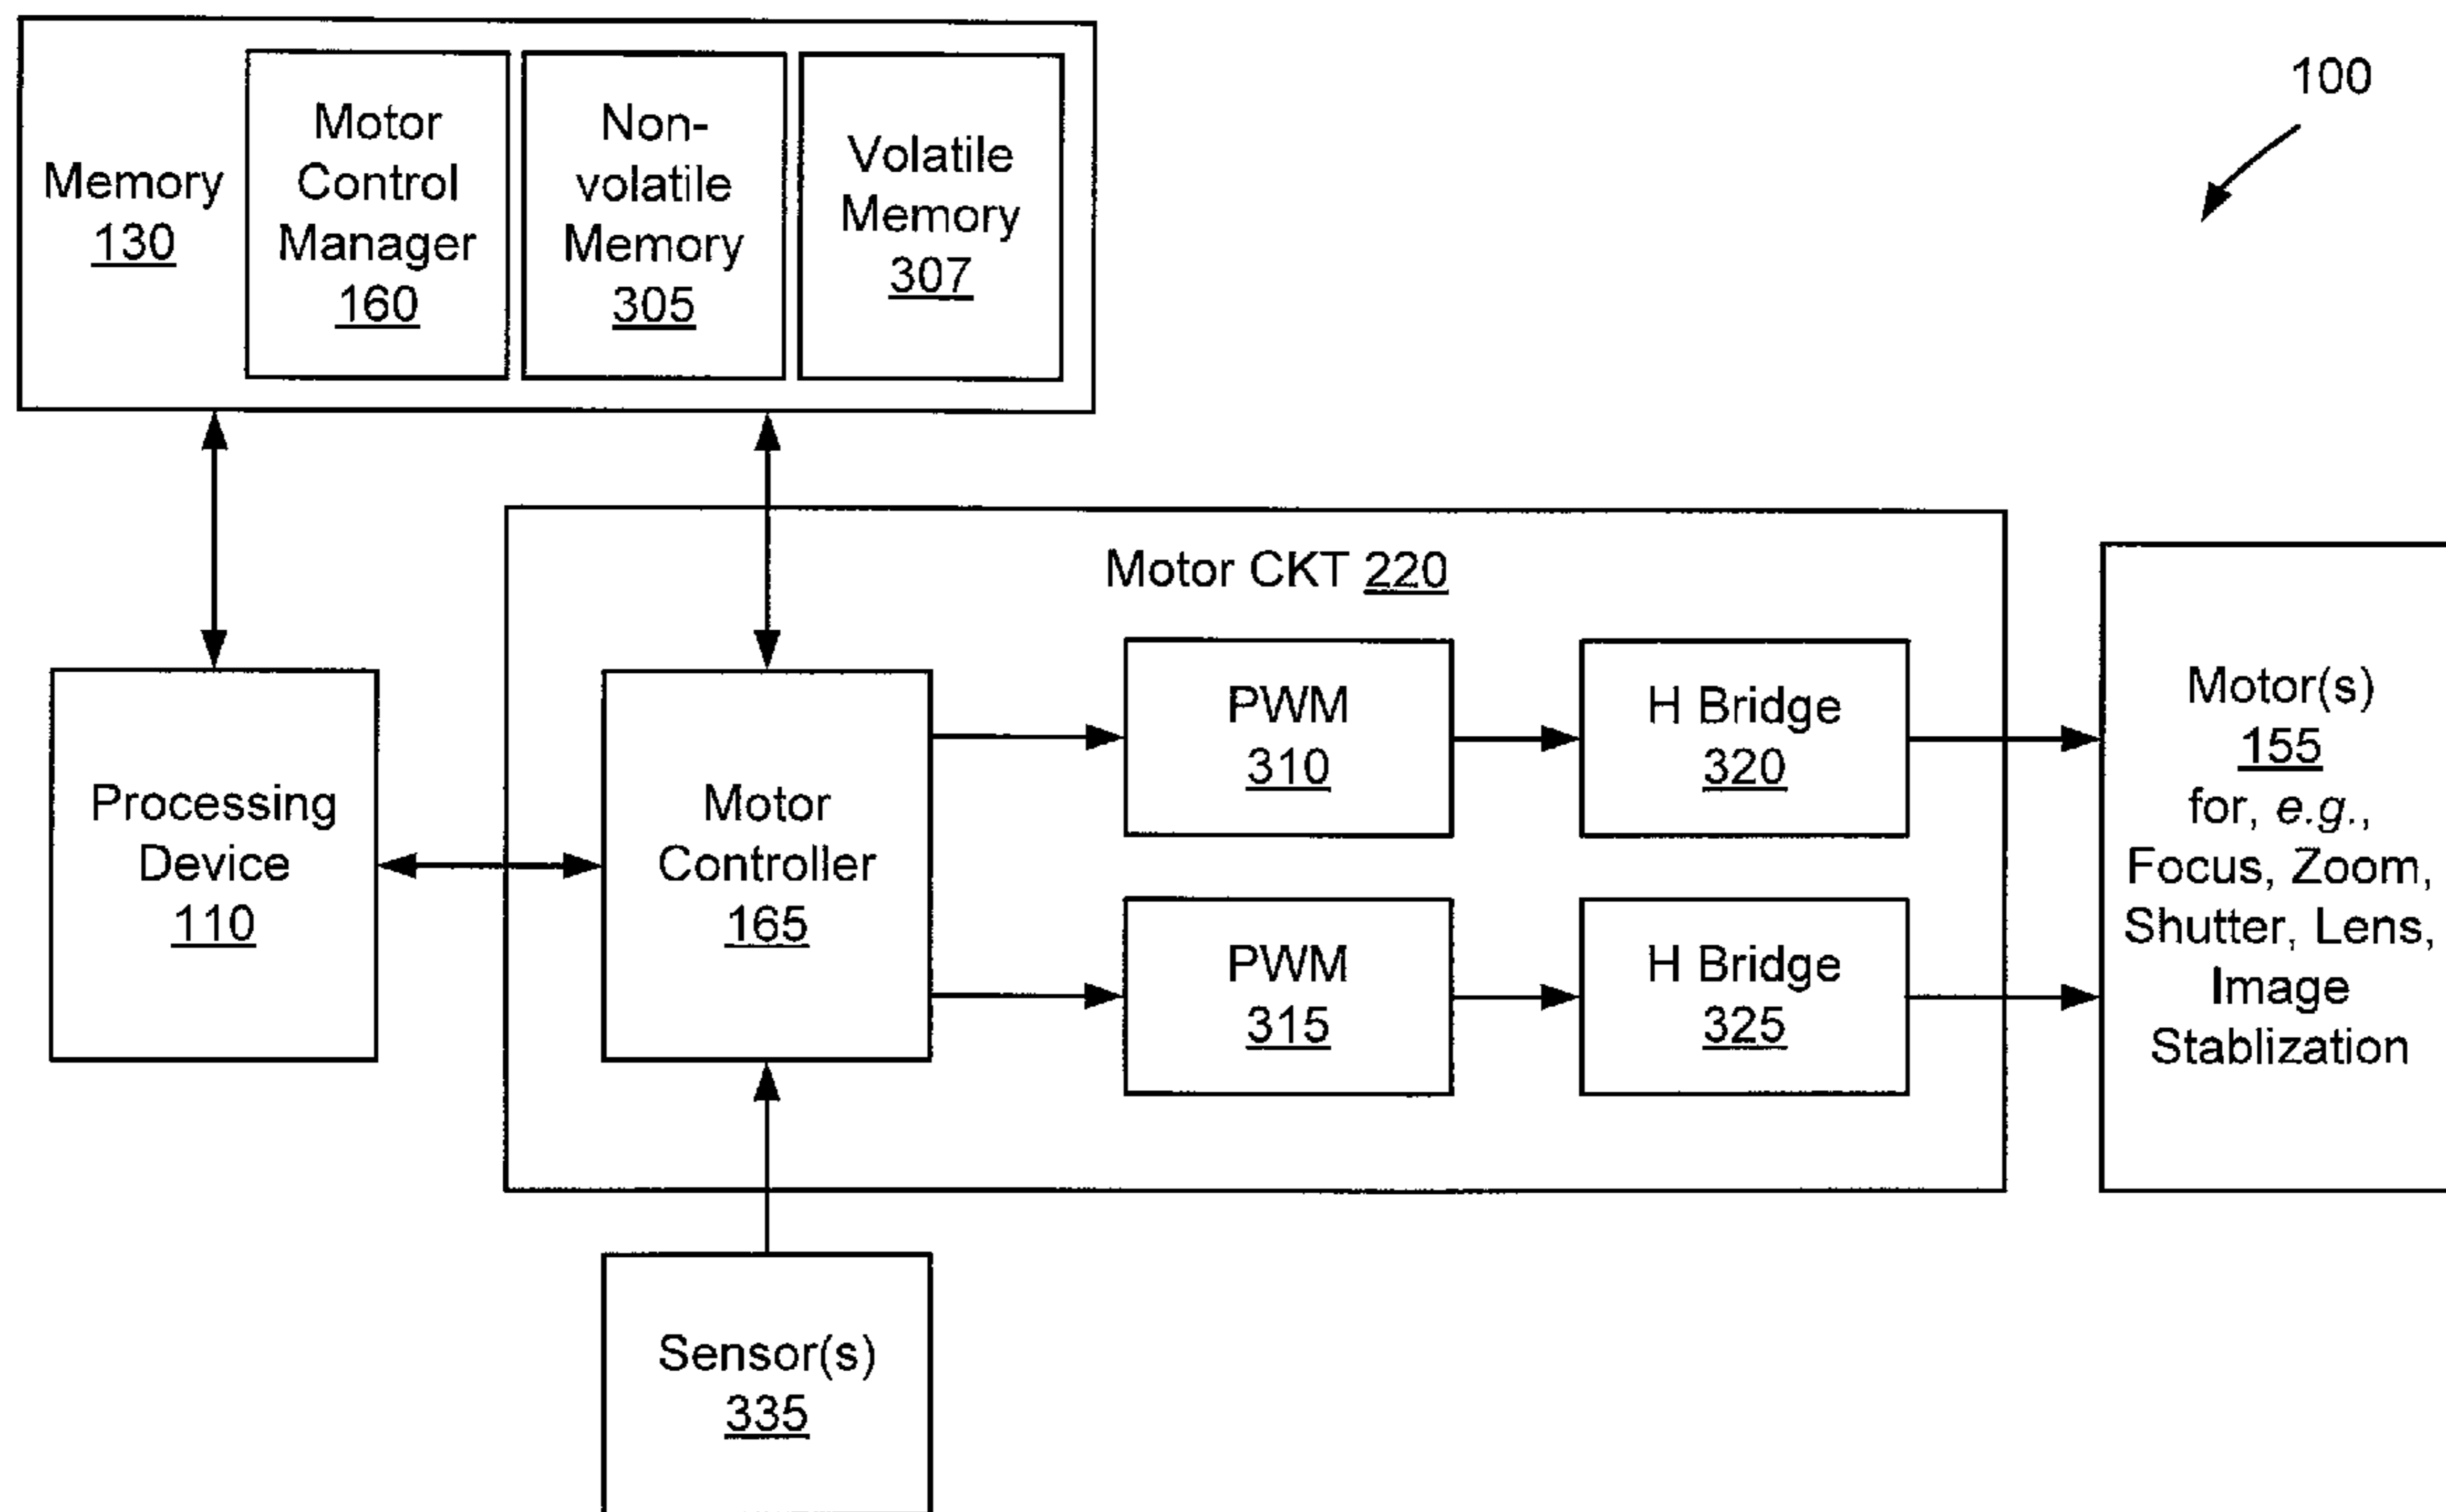 100
Memory
130
Motor
Control
Manager
160
Non-
volatile
Memory
305
Volatile
Memory
307
Motor CKT 220
Processing
Device
110
Motor
Controller
165
PWM
310
H Bridge
320
PWM
315
H Bridge
325
Motor(s)
155
for, e.g.,
Focus, Zoom,
Shutter, Lens,
Image
Stablization
Sensor(s)
335